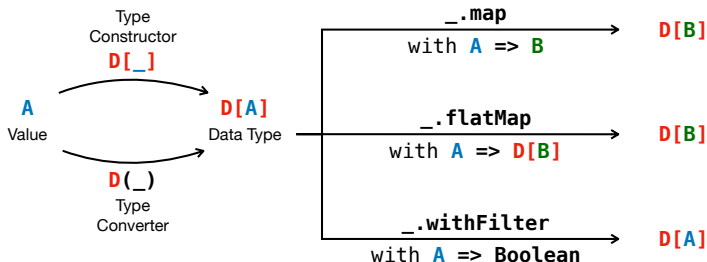 Type
Constructor
D[_]
A
Value
D[A]
Data Type
D(_)
Type
Converter
_.map
with A => B
D[B]
_.flatMap
with A => D[B]
D[B]
_.withFilter
with A => Boolean
D[A]